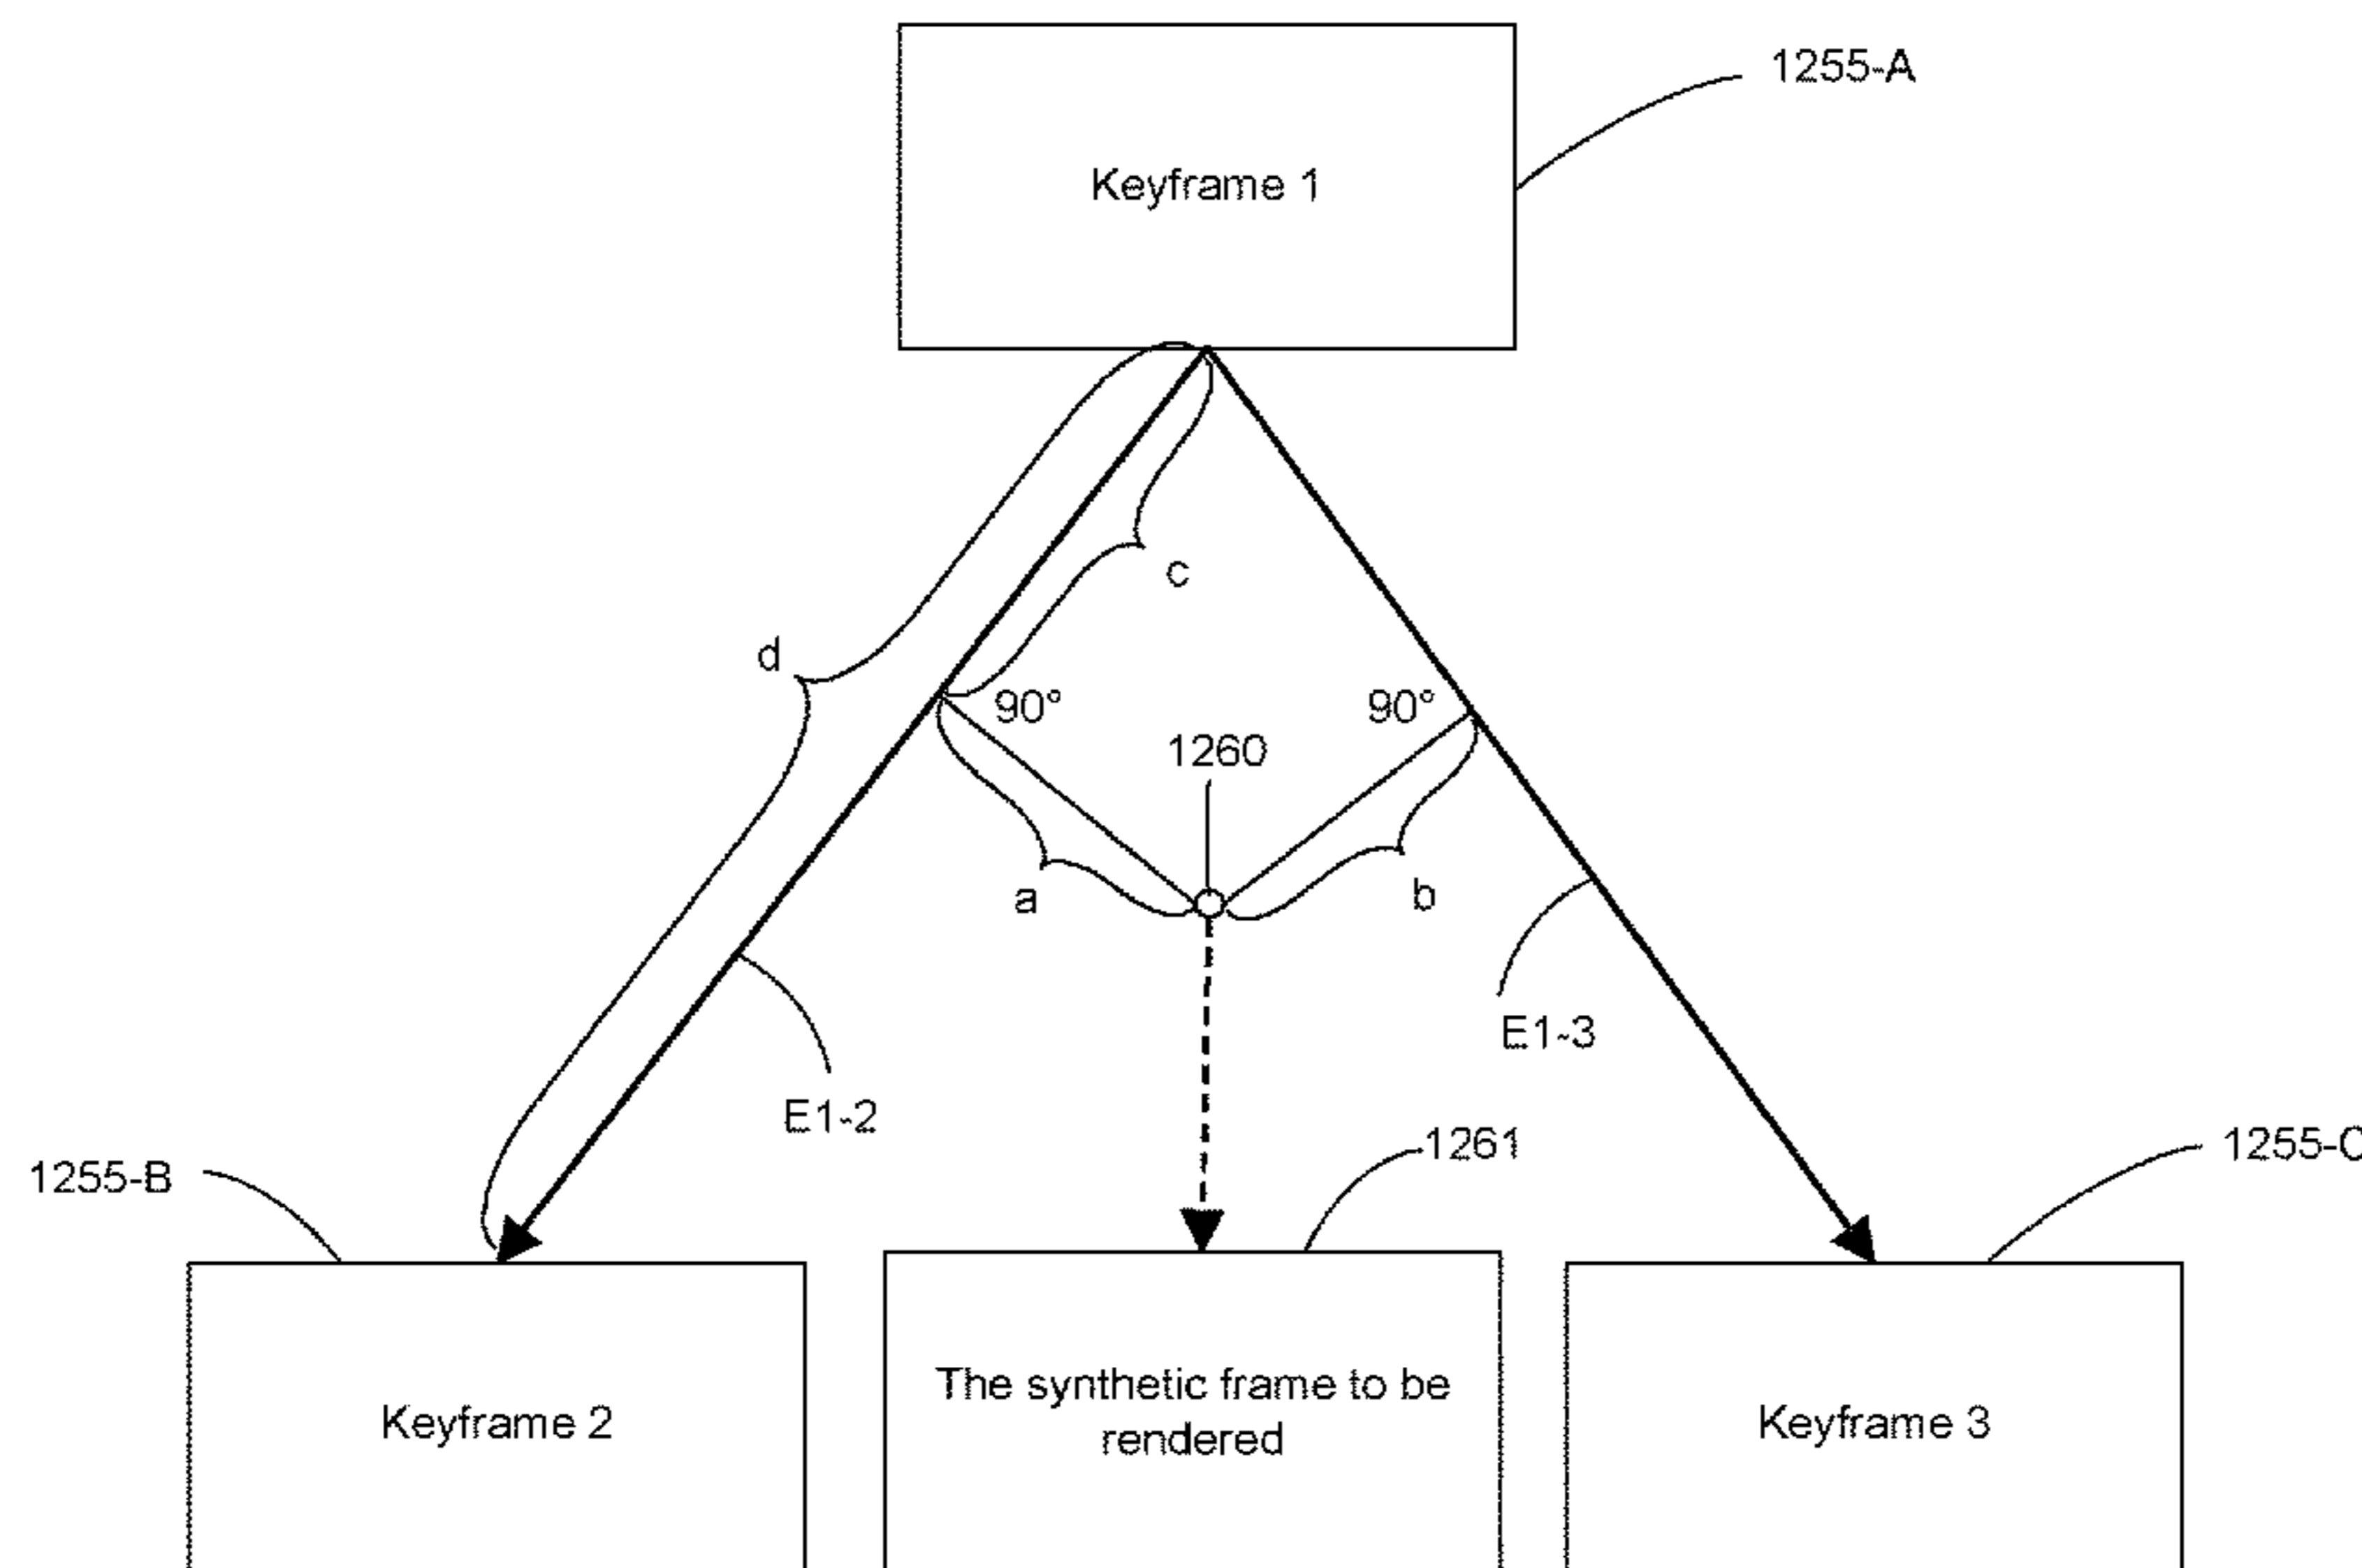 1255-A
Keyframe 1
c
d
90°
90°
1260
a
b
E1-3
E1-2
1261
1255-B
1255-C
The synthetic frame to be
rendered
Keyframe 2
Keyframe 3